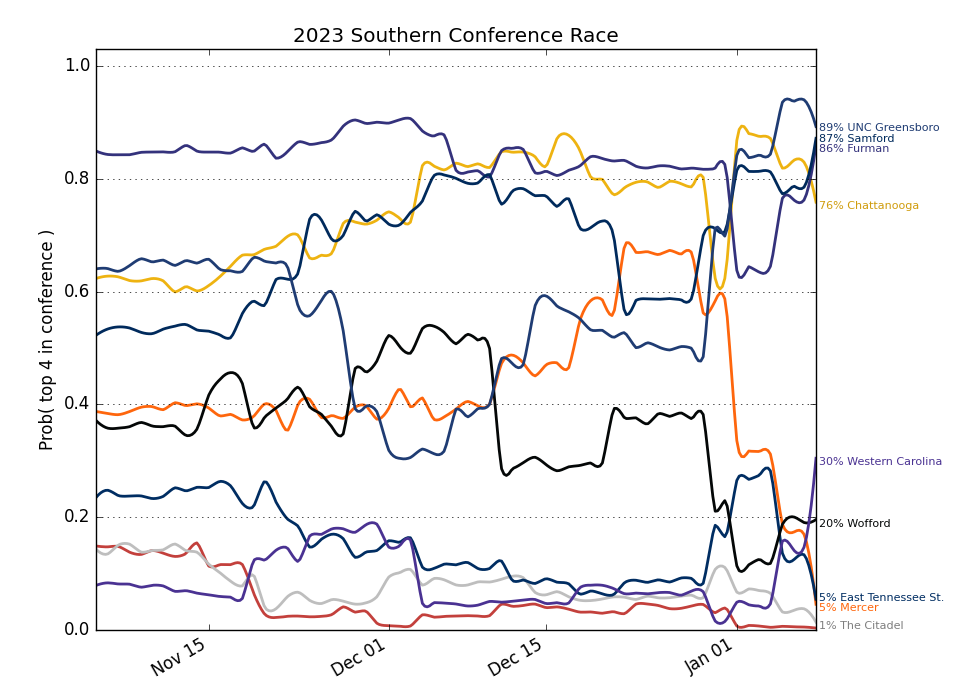 2023 Southern Conference Race
Prob( top 4 in conference )
1.0
0.8
0.6
0.4
0.2
0.0
Nov 15
Dec 01
Dec 15
Jan 01
89% UNC Greensboro
87% Samford
86% Furman
76% Chattanooga
30% Western Carolina
20% Wofford
5% East Tennessee St.
5% Mercer
1% The Citadel